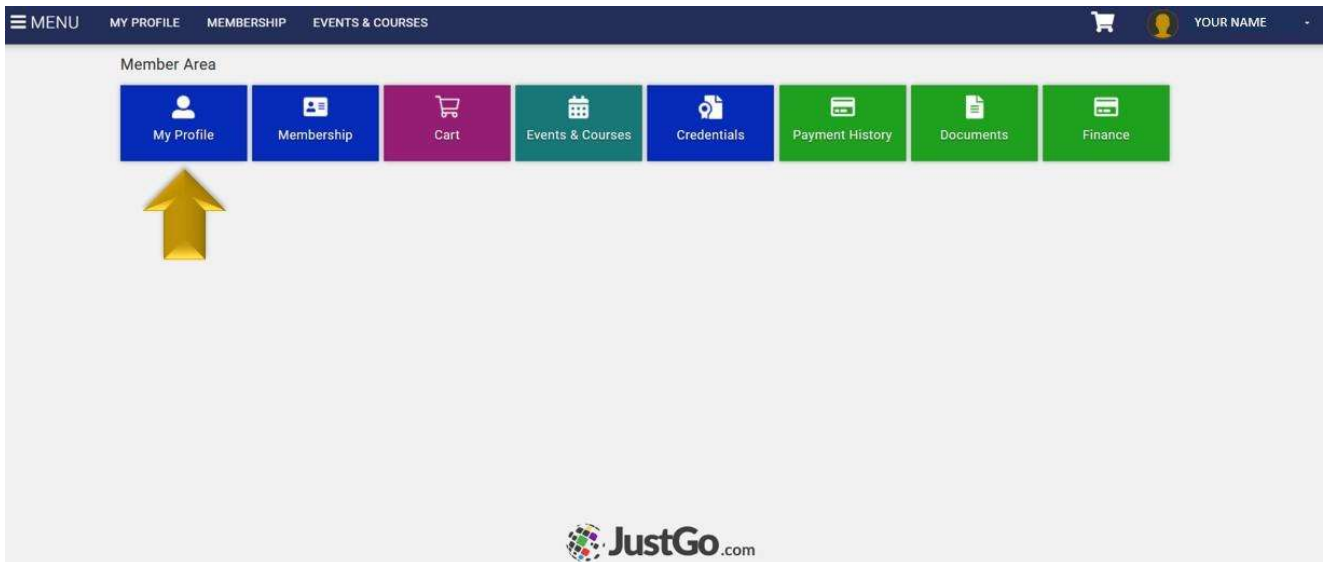 MENU MY PROFILE MEMBERSHIP EVENTS & COURSES YOUR NAME
Member Area
My Profile Membership Cart Events & Courses Credentials Payment History Documents Finance
JustGo.com